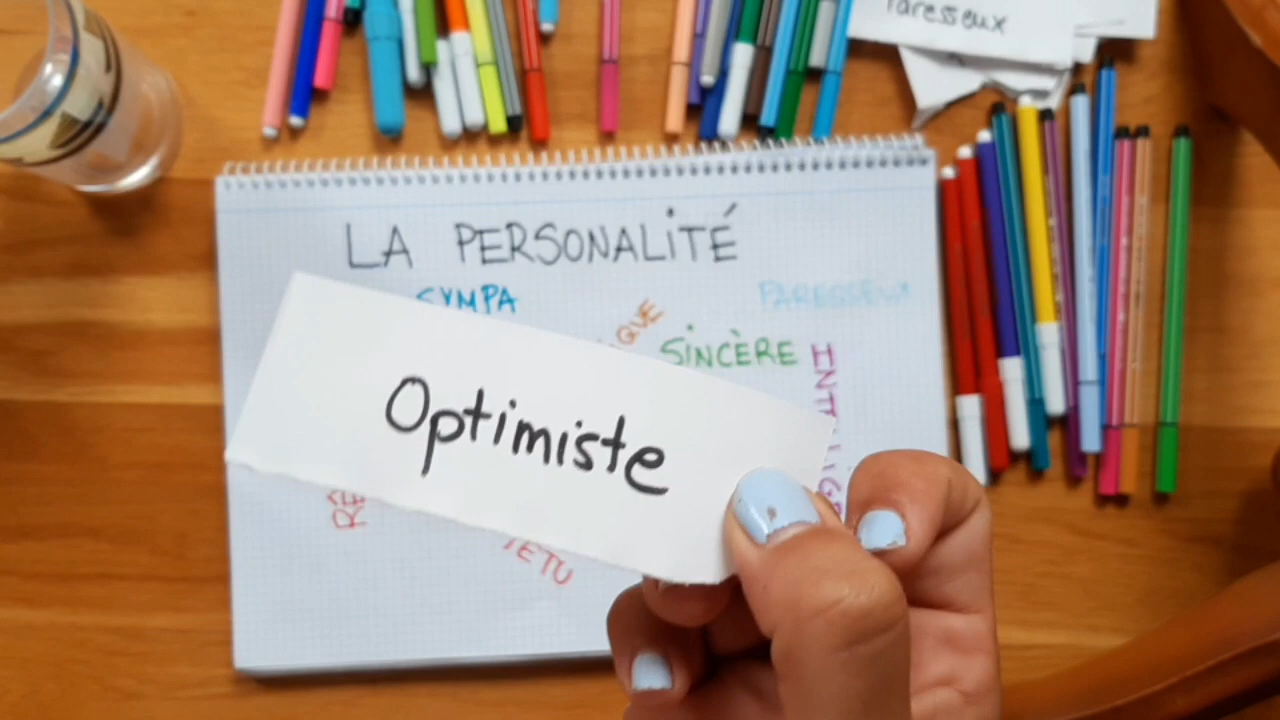 Paresseux
LA PERSONALITÉ
SYMPA
PARESSEUX
SINCÈRE
Optimiste
TÊTU